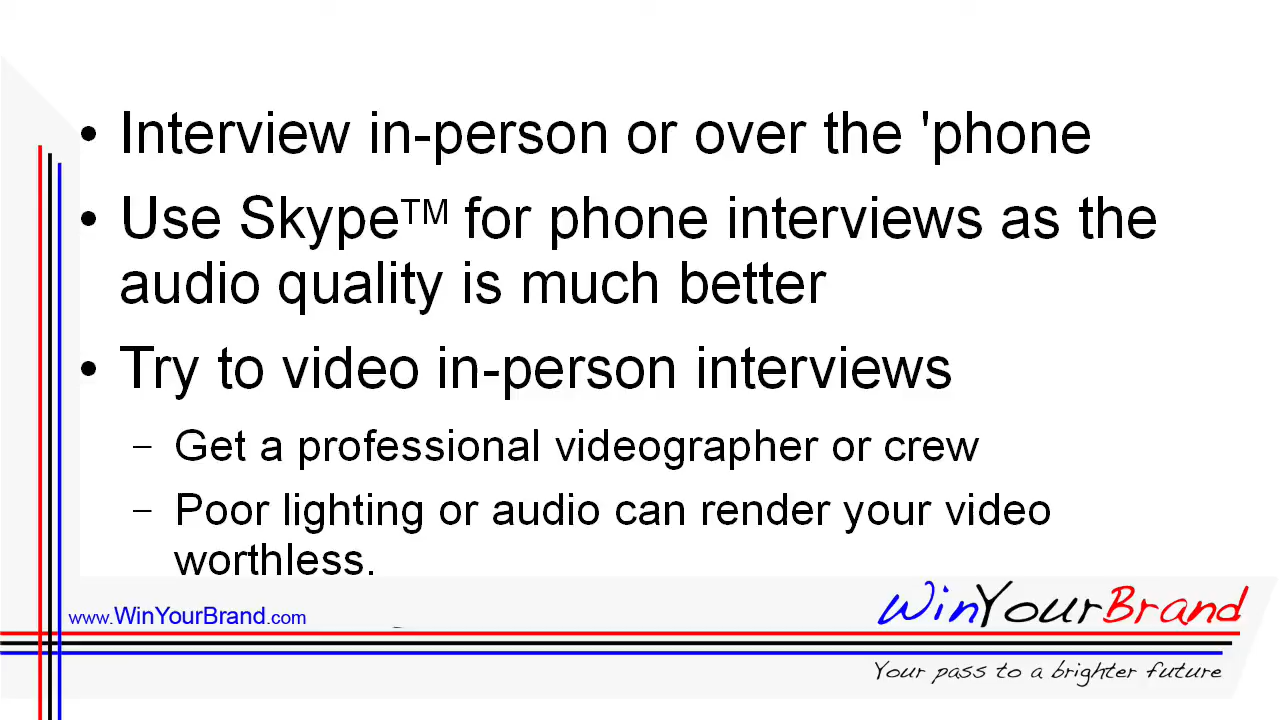 • Interview in-person or over the 'phone
• Use Skype™ for phone interviews as the
audio quality is much better
• Try to video in-person interviews
– Get a professional videographer or crew
– Poor lighting or audio can render your video
worthless.
www.WinYourBrand.com
WinYourBrand
Your pass to a brighter future